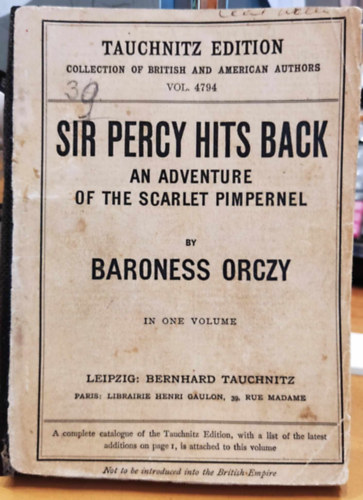 TAUCHNITZ EDITION
COLLECTION OF BRITISH AND AMERICAN AUTHORS
VOL. 4794
39
SIR PERCY HITS BACK
AN ADVENTURE
OF THE SCARLET PIMPERNEL
BY
BARONESS ORCZY
IN ONE VOLUME
LEIPZIG: BERNHARD TAUCHNITZ
PARIS: LIBRAIRIE HENRI GAULON, 39, RUE MADAME
A complete catalogue of the Tauchnitz Edition, with a list of the latest
additions on page 1, is attached to this volume
Not to be introduced into the British Empire